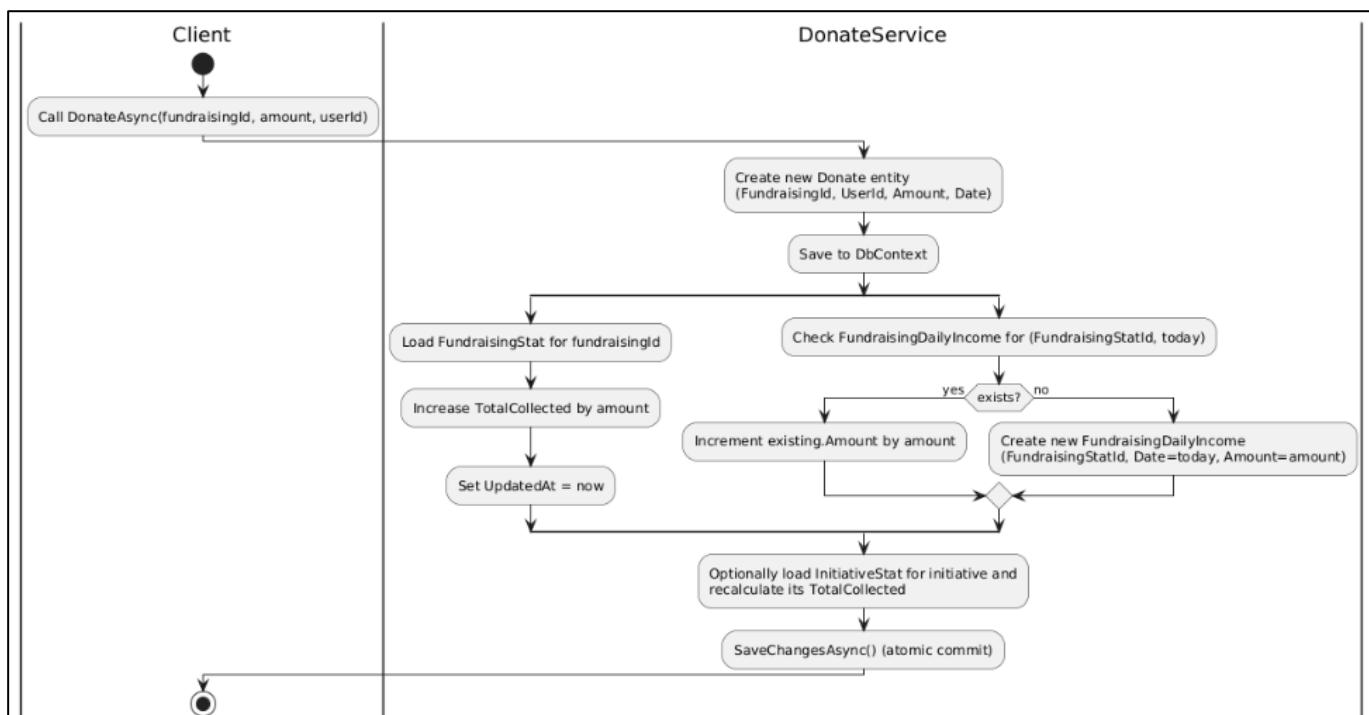 Client
DonateService
Call DonateAsync(fundraisingId, amount, userId)
Create new Donate entity
(FundraisingId, UserId, Amount, Date)
Save to DbContext
Load FundraisingStat for fundraisingId
Check FundraisingDailyIncome for (FundraisingStatId, today)
Increase TotalCollected by amount
yes
exists?
no
Increment existing.Amount by amount
Create new FundraisingDailyIncome
(FundraisingStatId, Date=today, Amount=amount)
Set UpdatedAt = now
Optionally load InitiativeStat for initiative and
recalculate its TotalCollected
SaveChangesAsync() (atomic commit)